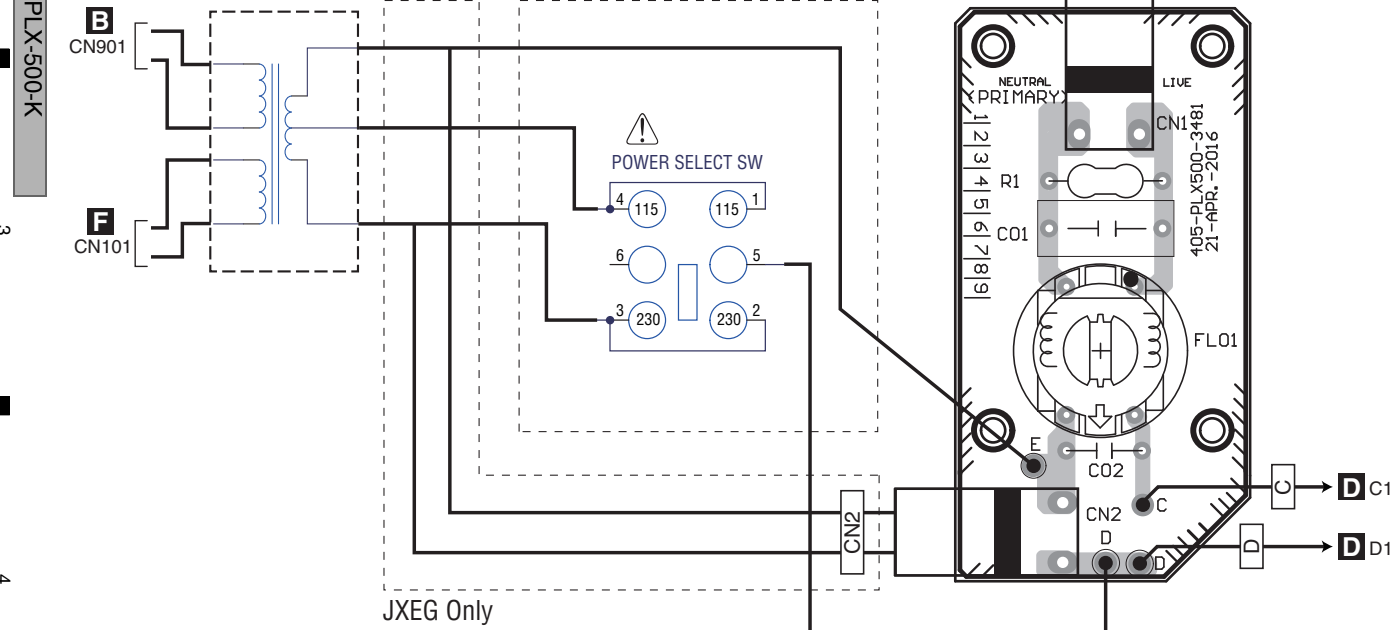 PLX-500-K
3
4
B
CN901
F
CN101
POWER SELECT SW
4
115
115
1
6
5
3
230
230
2
CN2
JXEG Only
NEUTRAL
LIVE
<PRIMARY>
1
2
3
4
5
6
7
8
9
CN1
R1
CO1
405-PLX500-3481
21-APR.-2016
FLO1
E
CO2
C
CN2
D
D
C
D C1
D
D D1